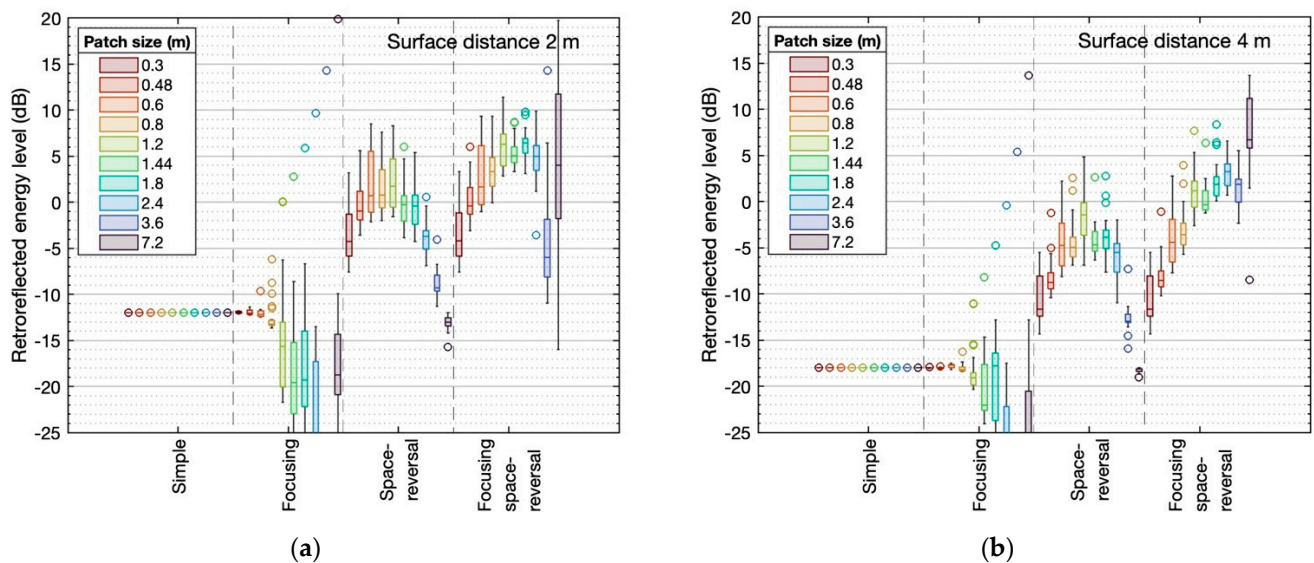 Retroreflected energy level (dB)
20
15
10
5
0
-5
-10
-15
-20
-25
Patch size (m)
0.3
0.48
0.6
0.8
1.2
1.44
1.8
2.4
3.6
7.2
Surface distance 2 m
Simple
Focusing
Space-
reversal
Focusing
space-
reversal
(a)
Retroreflected energy level (dB)
20
15
10
5
0
-5
-10
-15
-20
-25
Patch size (m)
0.3
0.48
0.6
0.8
1.2
1.44
1.8
2.4
3.6
7.2
Surface distance 4 m
Simple
Focusing
Space-
reversal
Focusing
space-
reversal
(b)